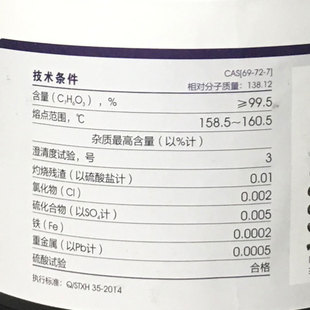 技术条件
CAS[69-72-7]
相对分子质量：138.12
含量（C₇H₆O₃），% ≥99.5
熔点范围，℃ 158.5~160.5
杂质最高含量（以%计）
澄清度试验，号 3
灼烧残渣（以硫酸盐计） 0.01
氯化物（Cl） 0.002
硫化合物（以SO₄计） 0.005
铁（Fe） 0.0002
重金属（以Pb计） 0.0005
硫酸试验 合格
执行标准：Q/STXH 35-2014